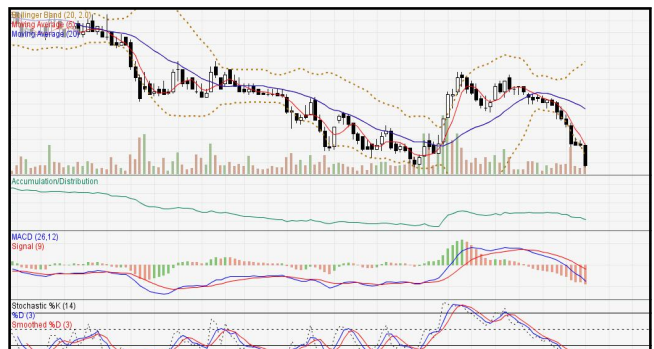 Bollinger Band (20, 2.0)
Moving Average (5)
Moving Average (20)
Accumulation/Distribution
MACD (26,12)
Signal (9)
Stochastic %K (14)
%D (3)
Smoothed %D (3)